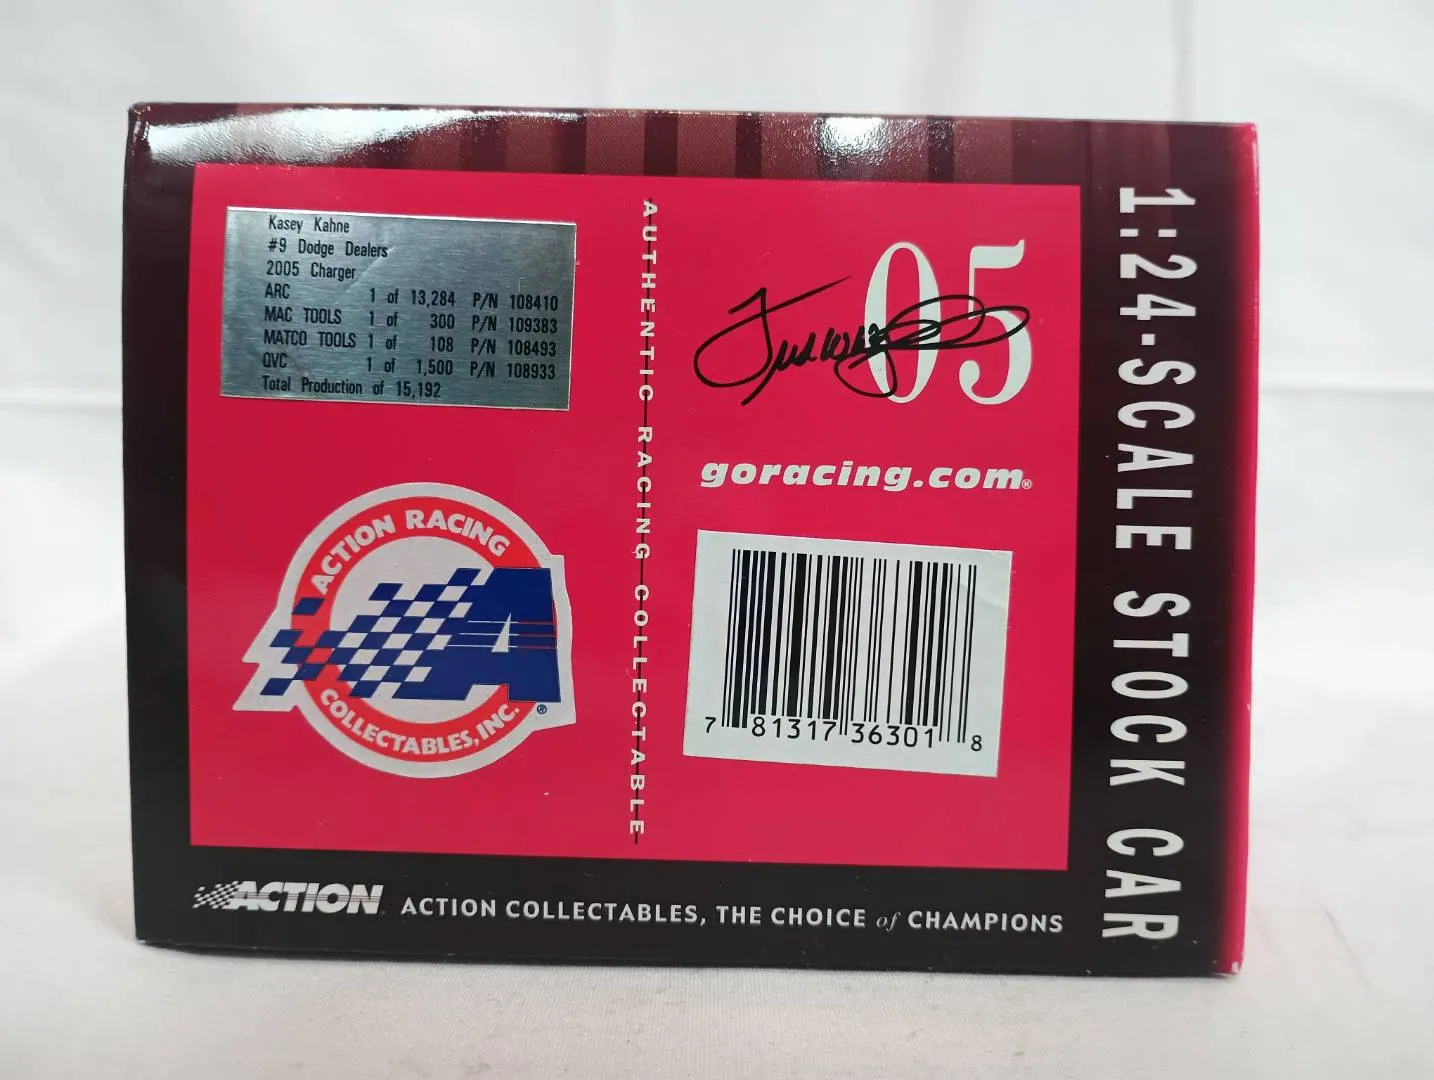 Kasey Kahne
#9 Dodge Dealers
2005 Charger
ARC 1 of 13,284 P/N 108410
MAC TOOLS 1 of 300 P/N 109383
MATCO TOOLS 1 of 108 P/N 108493
QVC 1 of 1,500 P/N 108933
Total Production of 15,192
ACTION RACING
COLLECTABLES, INC.®
AUTHENTIC RACING COLLECTABLE
05
goracing.com®
7 81317 36301 8
1:24-SCALE STOCK CAR
ACTION
ACTION COLLECTABLES, THE CHOICE of CHAMPIONS